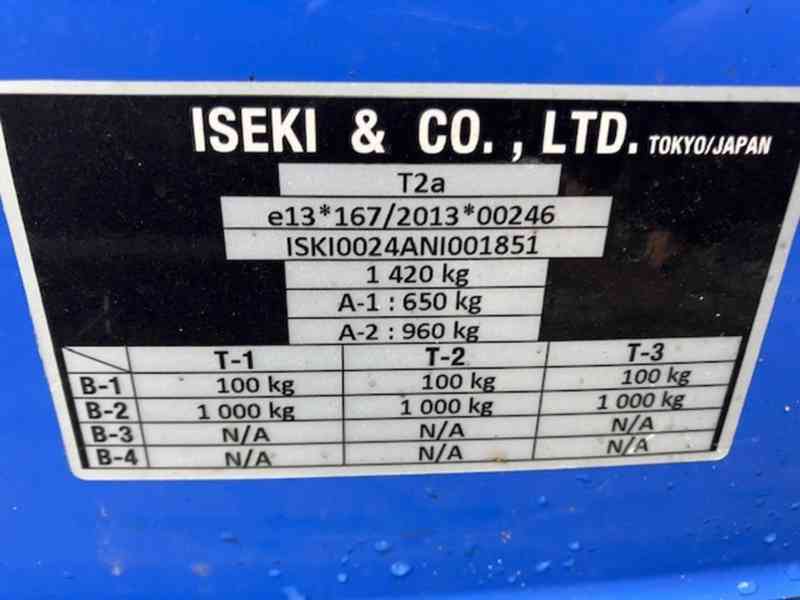 ISEKI & CO., LTD. TOKYO/JAPAN
T2a
e13*167/2013*00246
ISKI0024ANI001851
1 420 kg
A-1 : 650 kg
A-2 : 960 kg
T-1 T-2 T-3
B-1 100 kg 100 kg 100 kg
B-2 1 000 kg 1 000 kg 1 000 kg
B-3 N/A N/A N/A
B-4 N/A N/A N/A